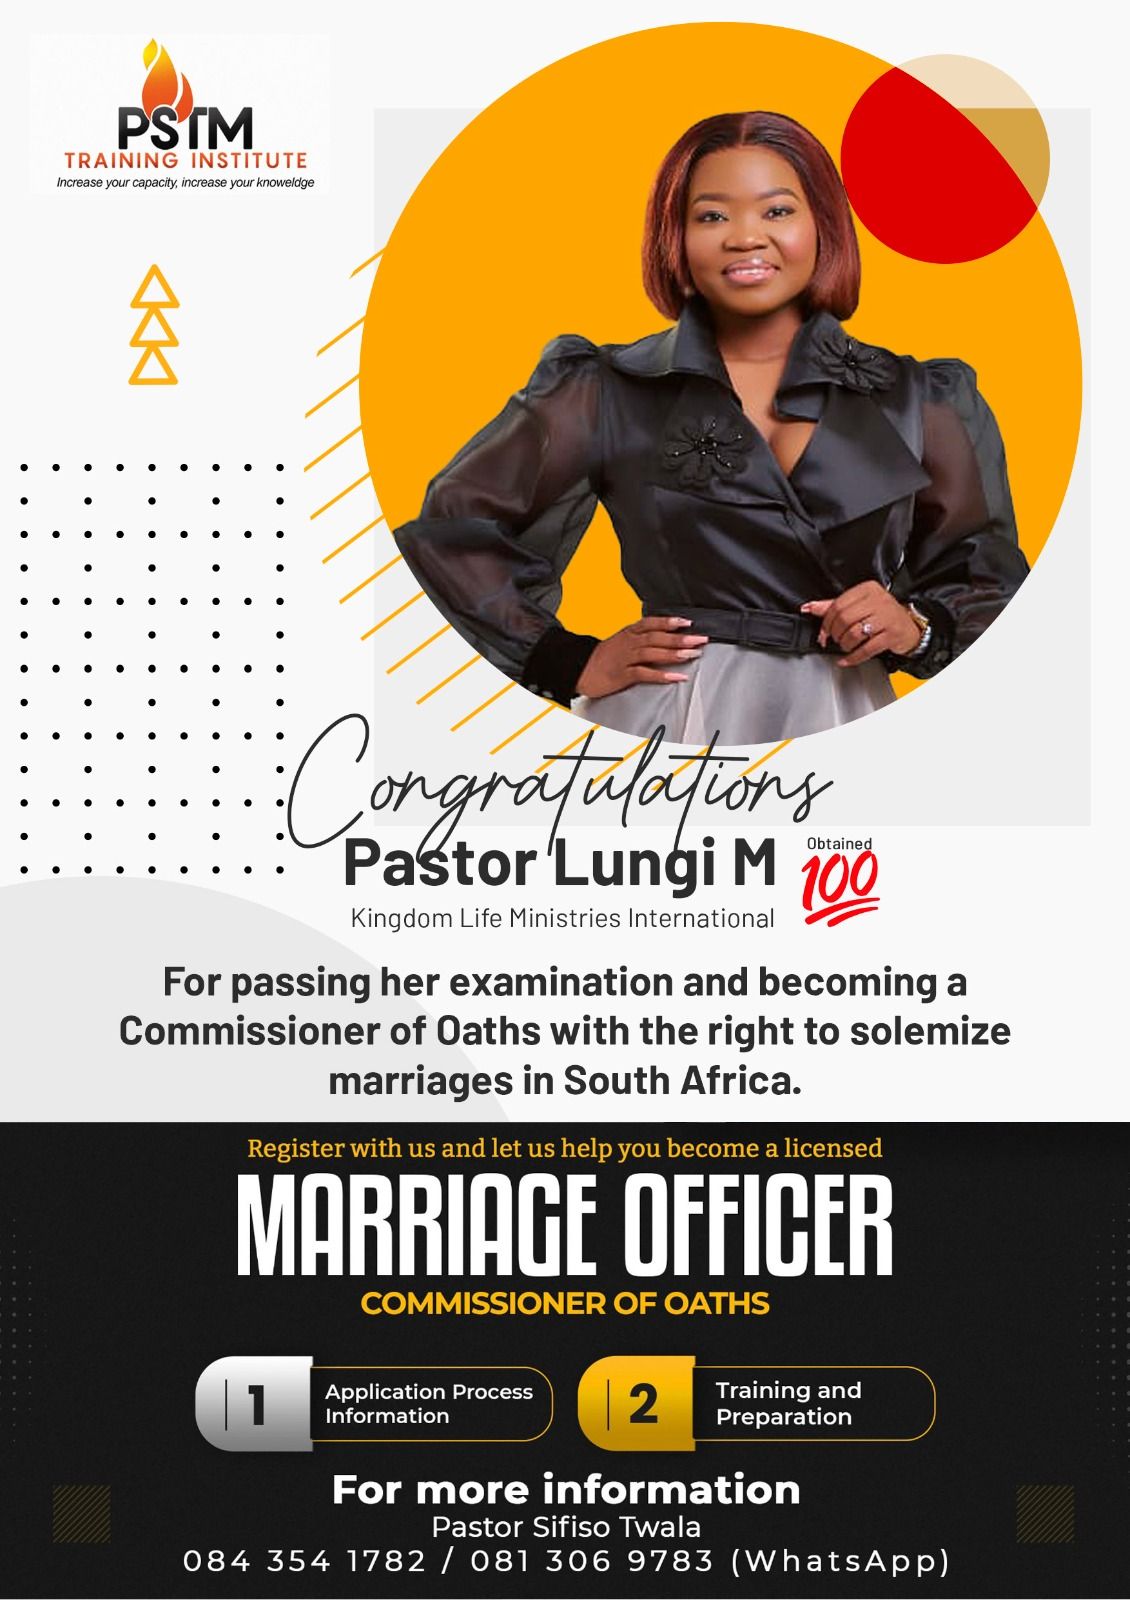 PSTM
TRAINING INSTITUTE
Increase your capacity, increase your knoweldge
Congratulations
Pastor Lungi M
Obtained
100
Kingdom Life Ministries International
For passing her examination and becoming a
Commissioner of Oaths with the right to solemize
marriages in South Africa.
Register with us and let us help you become a licensed
MARRIAGE OFFICER
COMMISSIONER OF OATHS
1
Application Process
Information
2
Training and
Preparation
For more information
Pastor Sifiso Twala
084 354 1782 / 081 306 9783 (WhatsApp)